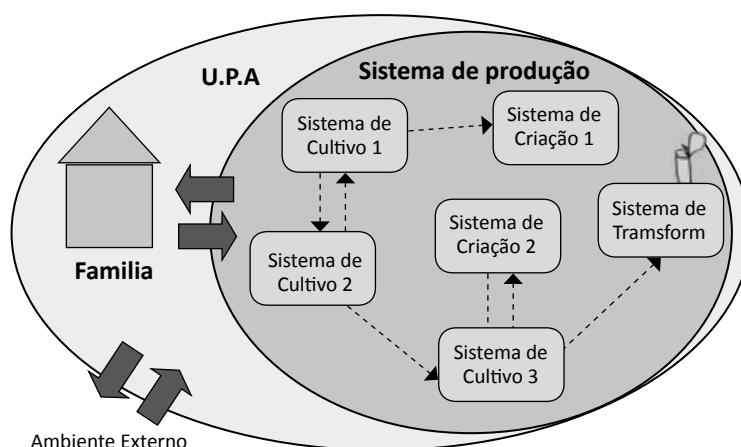 U.P.A
Sistema de produção
Sistema de
Cultivo 1
Sistema de
Criação 1
Sistema de
Transform
Sistema de
Criação 2
Sistema de
Cultivo 2
Familia
Sistema de
Cultivo 3
Ambiente Externo